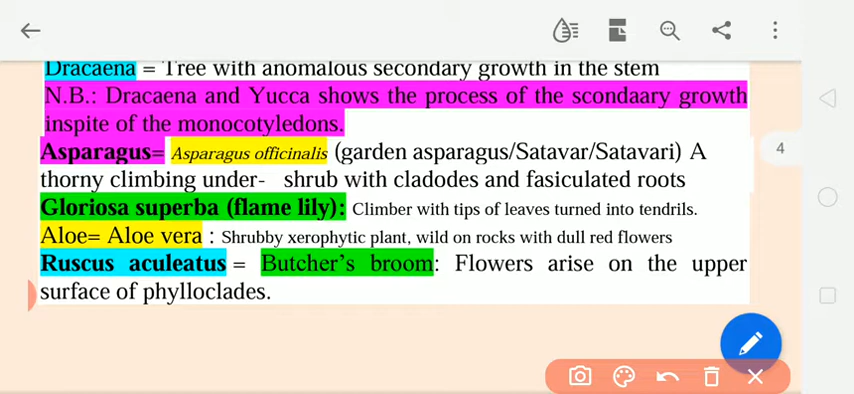 Dracaena = Tree with anomalous secondary growth in the stem
N.B.: Dracaena and Yucca shows the process of the scondaary growth
inspite of the monocotyledons.
Asparagus= Asparagus officinalis (garden asparagus/Satavar/Satavari) A
thorny climbing under- shrub with cladodes and fasiculated roots
Gloriosa superba (flame lily): Climber with tips of leaves turned into tendrils.
Aloe= Aloe vera : Shrubby xerophytic plant, wild on rocks with dull red flowers
Ruscus aculeatus = Butcher's broom: Flowers arise on the upper
surface of phylloclades.
4